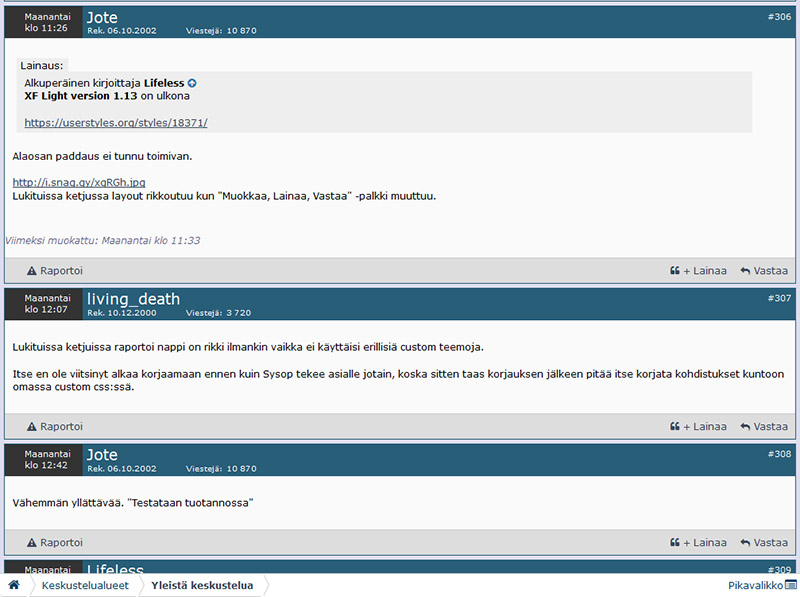 Maanantai
klo 11:26
Jote
Rek. 06.10.2002 Viestejä: 10 870
#306
Lainaus:
Alkuperäinen kirjoittaja Lifeless
XF Light version 1.13 on ulkona
https://userstyles.org/styles/18371/
Alaosan paddaus ei tunnu toimivan.
http://i.snag.gy/xqRGh.jpg
Lukituissa ketjussa layout rikkoutuu kun "Muokkaa, Lainaa, Vastaa" -palkki muuttuu.
Viimeksi muokattu: Maanantai klo 11:33
Raportoi + Lainaa Vastaa
Maanantai
klo 12:07
living_death
Rek. 10.12.2000 Viestejä: 3 720
#307
Lukituissa ketjuissa raportoi nappi on rikki ilmankin vaikka ei käyttäisi erillisiä custom teemoja.
Itse en ole viitsinyt alkaa korjaamaan ennen kuin Sysop tekee asialle jotain, koska sitten taas korjauksen jälkeen pitää itse korjata kohdistukset kuntoon
omassa custom css:ssä.
Raportoi + Lainaa Vastaa
Maanantai
klo 12:42
Jote
Rek. 06.10.2002 Viestejä: 10 870
#308
Vähemmän yllättävää. "Testataan tuotannossa"
Raportoi + Lainaa Vastaa
Maanantai
Lifeless
#309
Keskustelualueet Yleistä keskustelua Pikavalikko